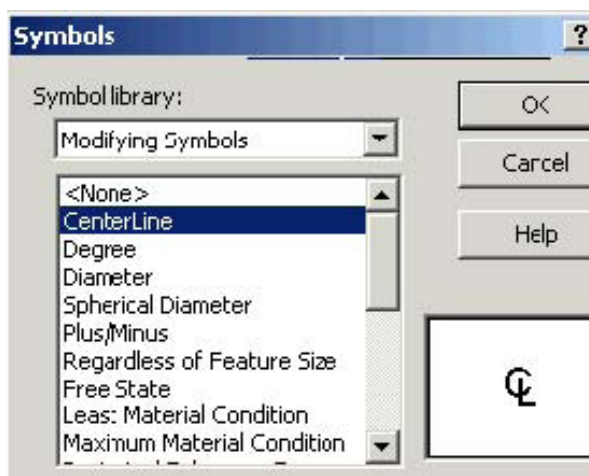 Symbols
?
Symbol library:
Modifying Symbols
OK
Cancel
Help
<None>
CenterLine
Degree
Diameter
Spherical Diameter
Plus/Minus
Regardless of Feature Size
Free State
Least Material Condition
Maximum Material Condition
℄